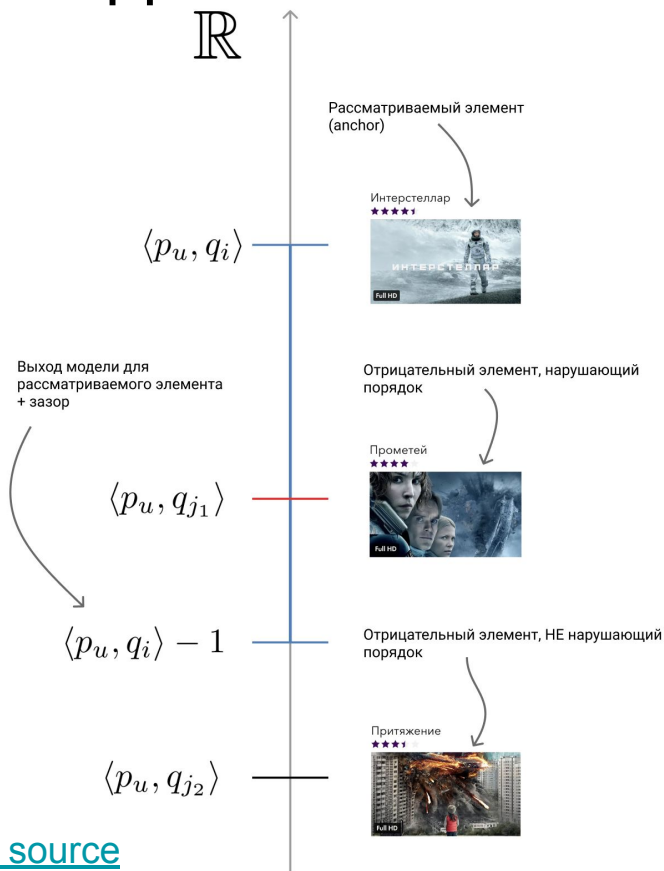 ℝ
Рассматриваемый элемент
(anchor)
Интерстеллар
⟨p_u, q_i⟩
ИНТЕРСТЕЛЛАР
Full HD
Выход модели для
рассматриваемого элемента
+ зазор
Отрицательный элемент, нарушающий
порядок
Прометей
⟨p_u, q_{j_1}⟩
Full HD
⟨p_u, q_i⟩ − 1
Отрицательный элемент, НЕ нарушающий
порядок
Притяжение
⟨p_u, q_{j_2}⟩
Full HD
source